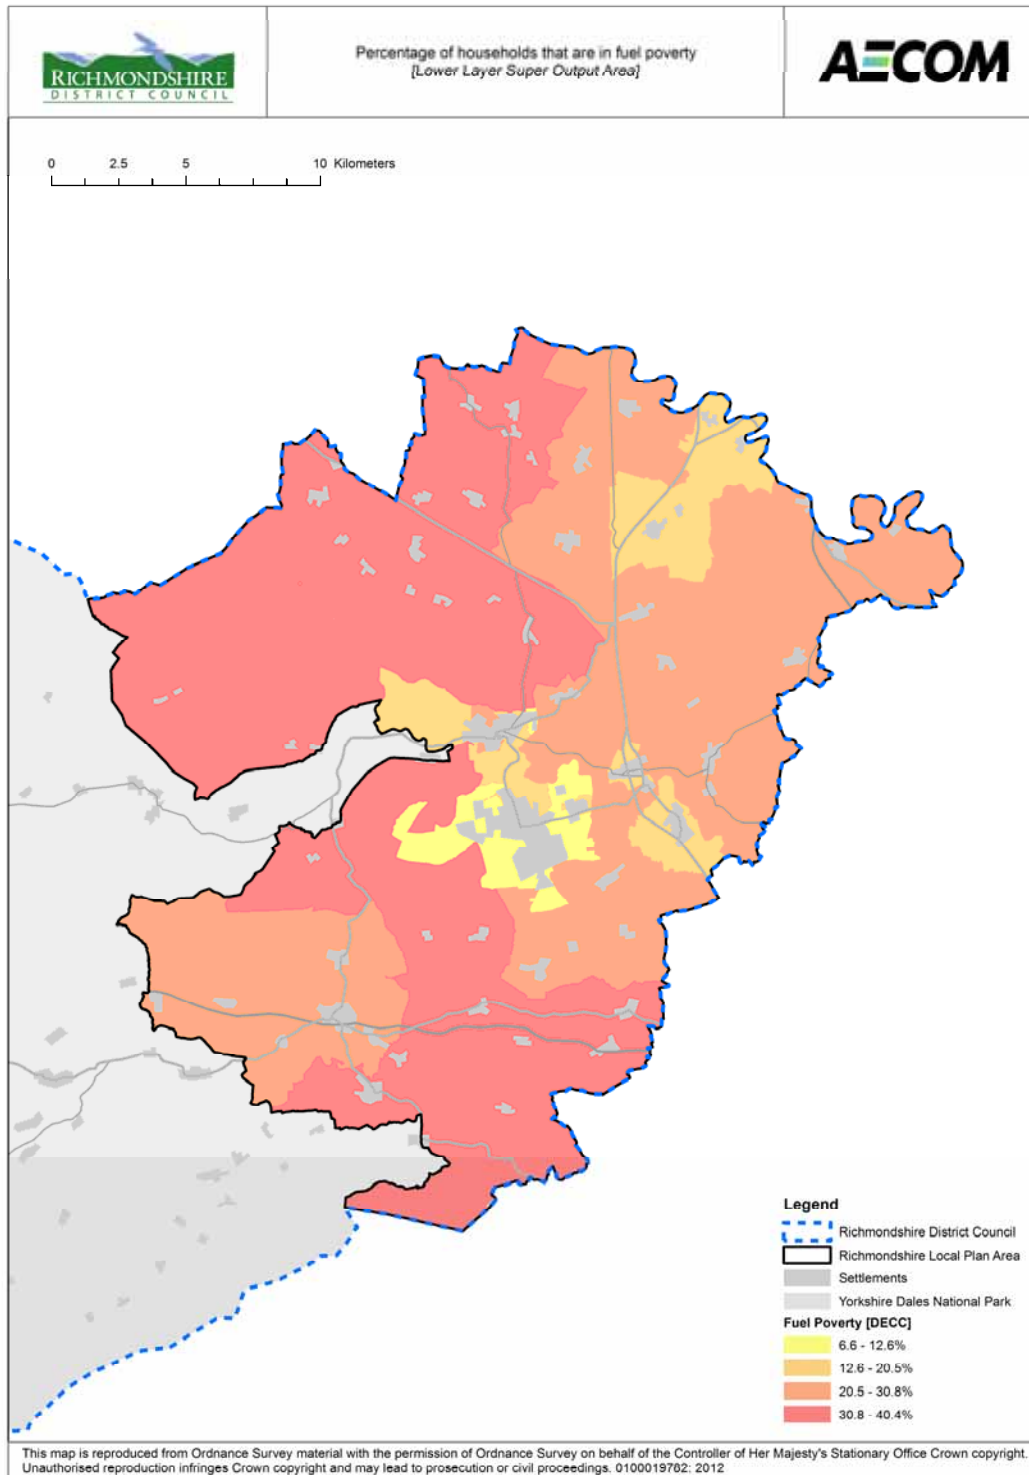 RICHMONDSHIRE
DISTRICT COUNCIL
Percentage of households that are in fuel poverty
[Lower Layer Super Output Area]
AECOM
0 2.5 5 10 Kilometers
Legend
Richmondshire District Council
Richmondshire Local Plan Area
Settlements
Yorkshire Dales National Park
Fuel Poverty [DECC]
6.6 - 12.6%
12.6 - 20.5%
20.5 - 30.8%
30.8 - 40.4%
This map is reproduced from Ordnance Survey material with the permission of Ordnance Survey on behalf of the Controller of Her Majesty's Stationary Office Crown copyright.
Unauthorised reproduction infringes Crown copyright and may lead to prosecution or civil proceedings. 0100019762; 2012